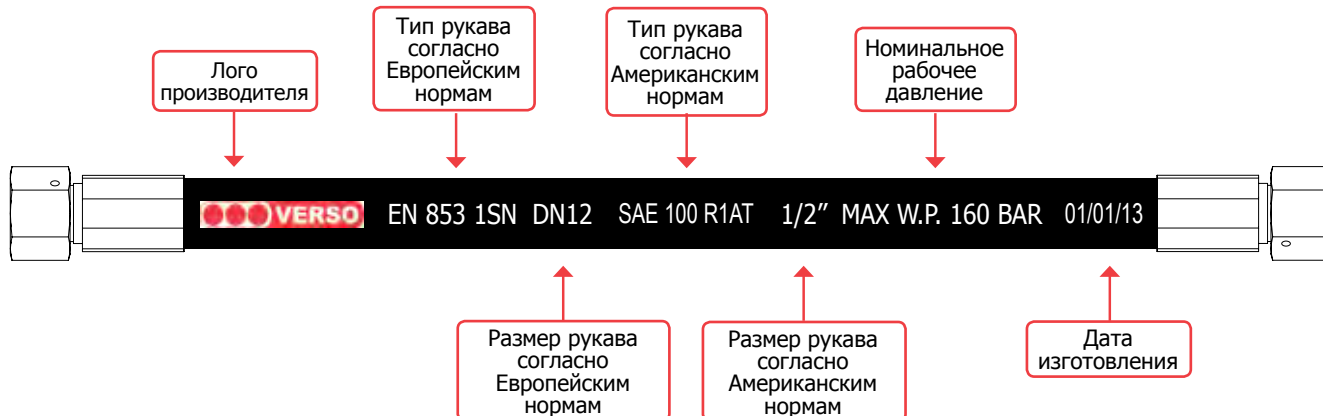 Лого
производителя
Тип рукава
согласно
Европейским
нормам
Тип рукава
согласно
Американским
нормам
Номинальное
рабочее
давление
VERSO EN 853 1SN DN12 SAE 100 R1AT 1/2” MAX W.P. 160 BAR 01/01/13
Размер рукава
согласно
Европейским
нормам
Размер рукава
согласно
Американским
нормам
Дата
изготовления